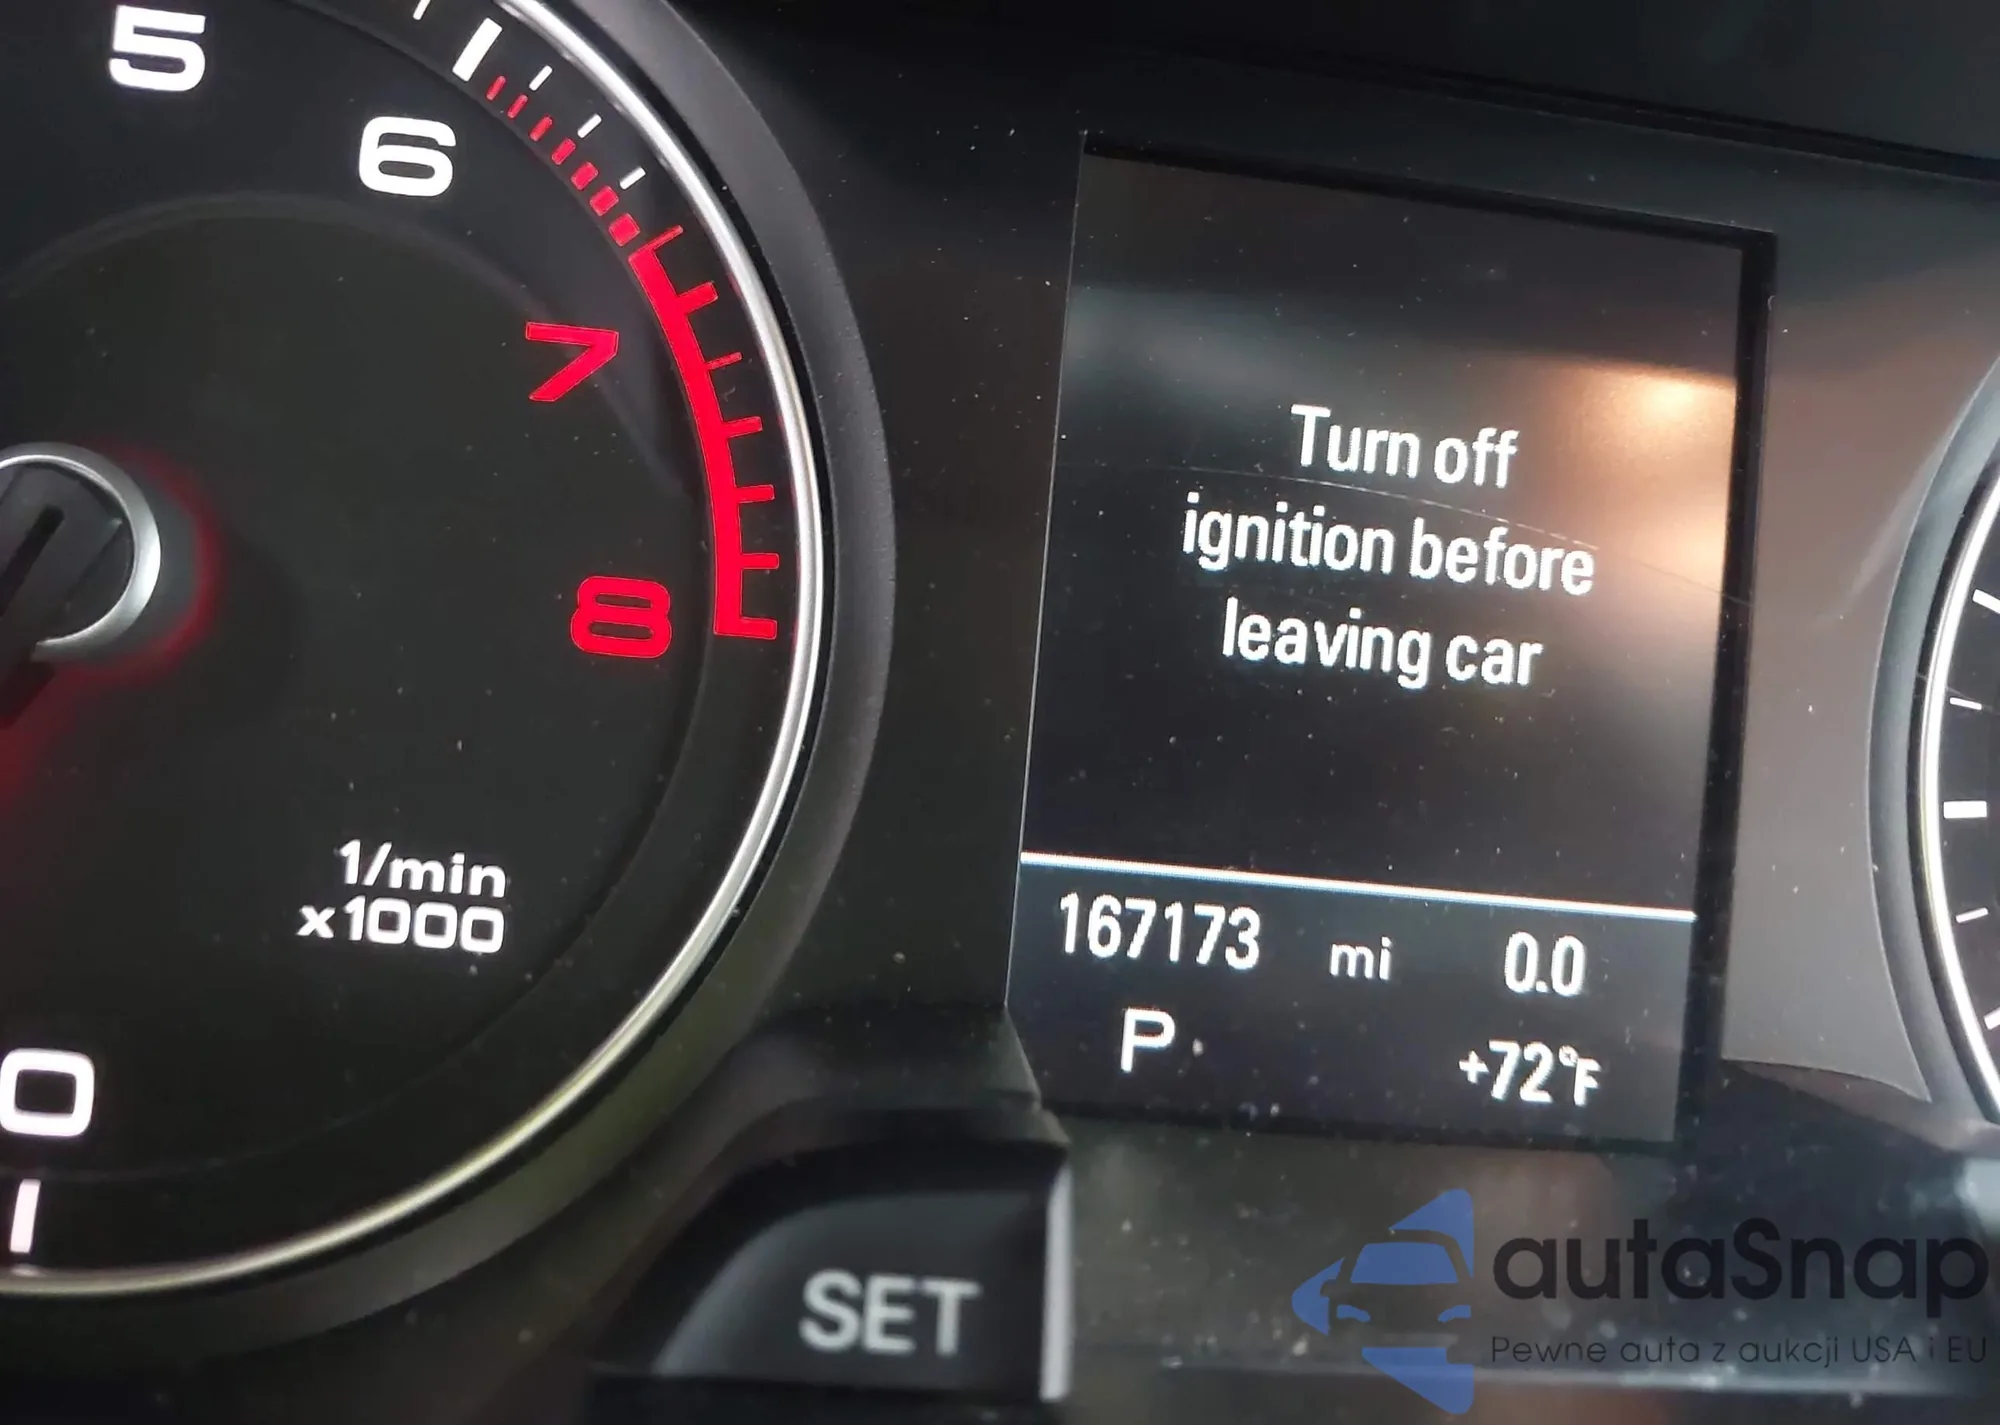 5
6
7
8
1/min
x1000
0
Turn off
ignition before
leaving car
167173 mi 0.0
P +72°F
SET
autaSnap
Pewne auta z aukcji USA i EU